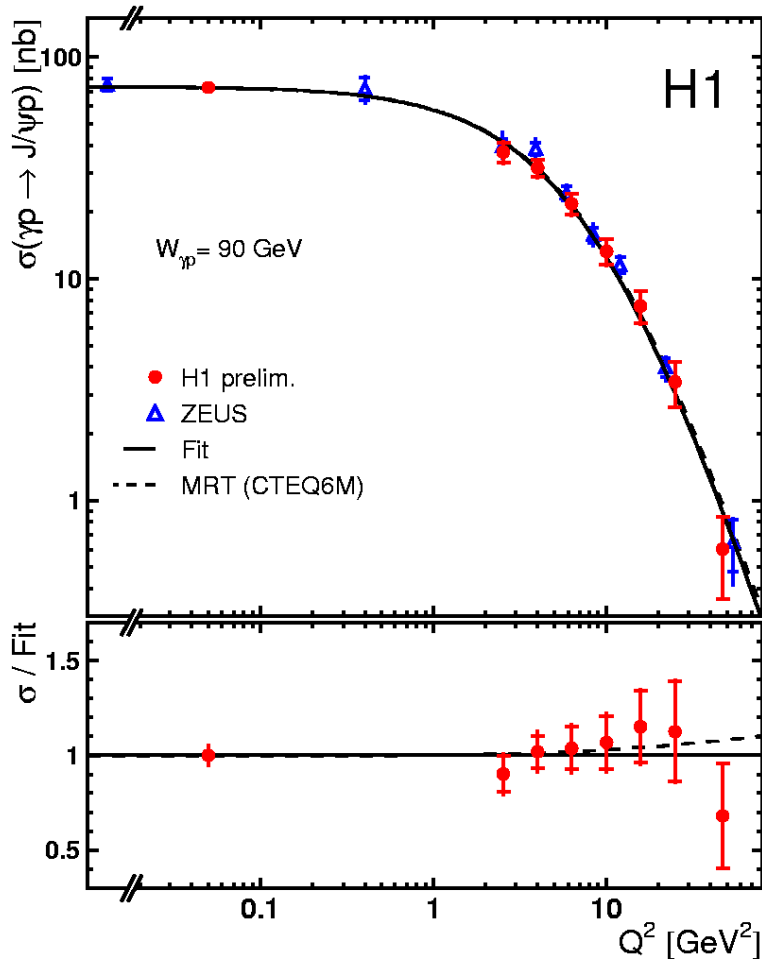 σ(γp → J/ψp) [nb]
100
10
1
H1
Wγp= 90 GeV
H1 prelim.
ZEUS
Fit
MRT (CTEQ6M)
σ / Fit
1.5
1
0.5
0.1
1
10
Q² [GeV²]